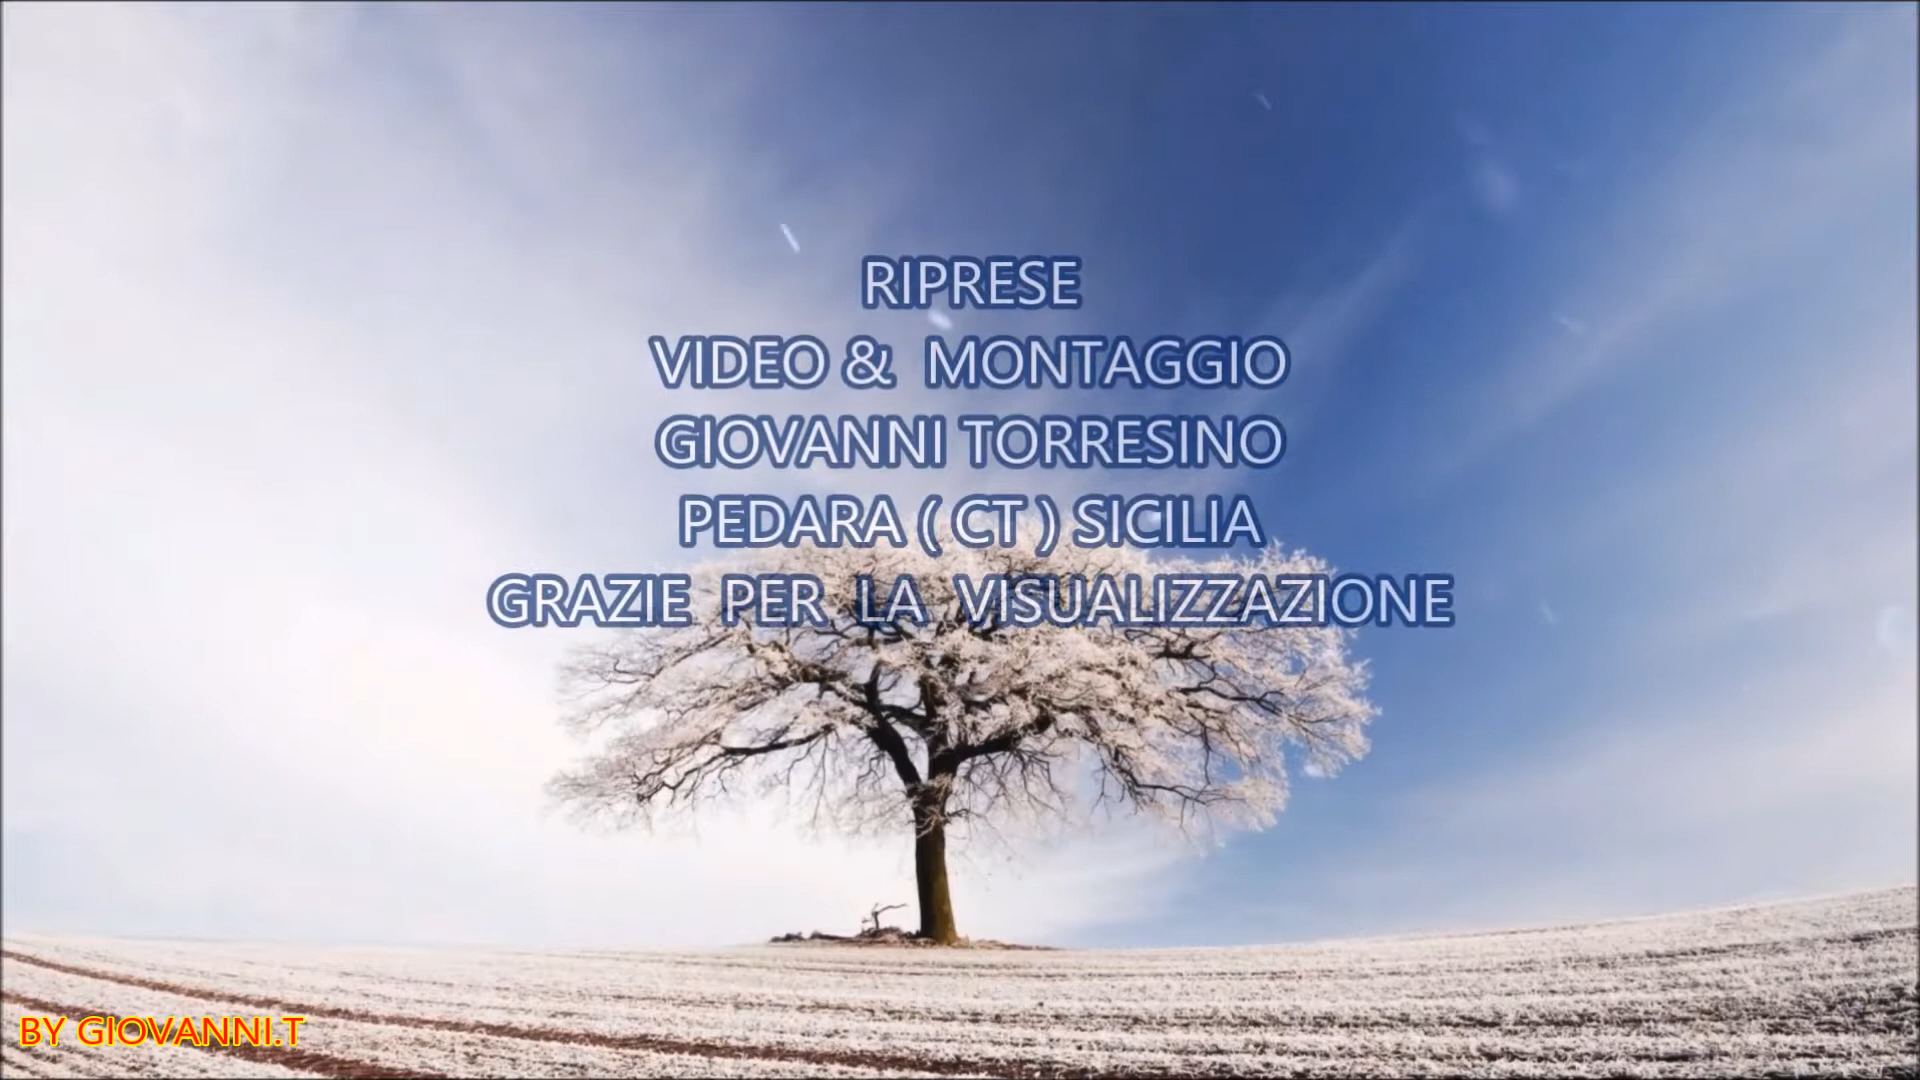 RIPRESE
VIDEO & MONTAGGIO
GIOVANNI TORRESINO
PEDARA ( CT ) SICILIA
GRAZIE PER LA VISUALIZZAZIONE
BY GIOVANNI.T